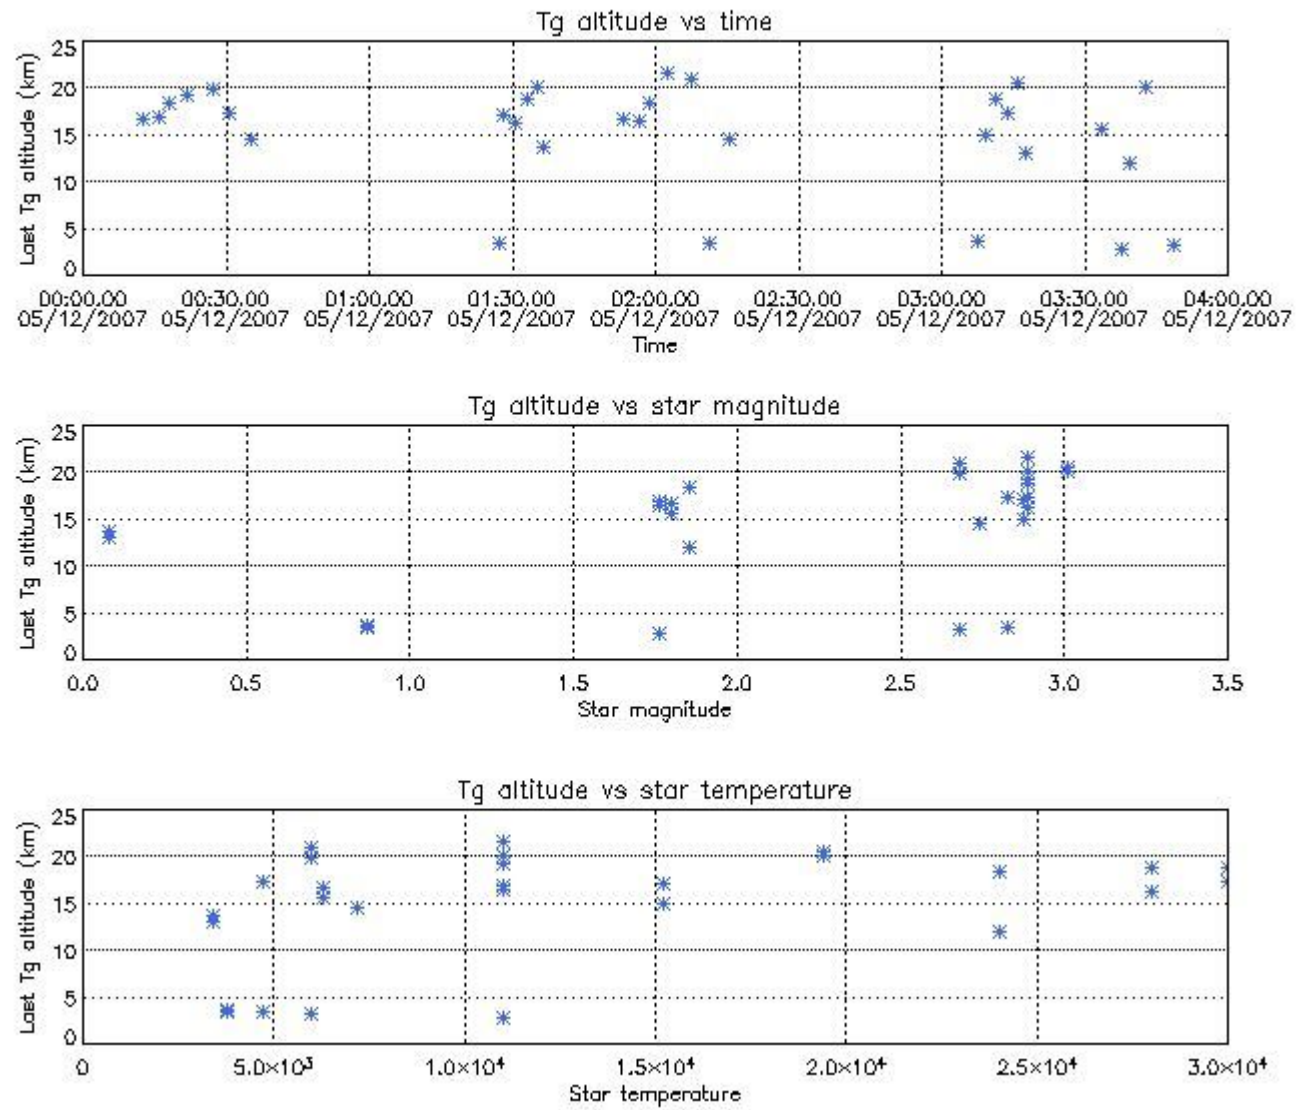 Tg altitude vs time
Last Tg altitude (km)
25
20
15
10
5
0
00:00.00 00:30.00 01:00.00 01:30.00 02:00.00 02:30.00 03:00.00 03:30.00 04:00.00
05/12/2007 05/12/2007 05/12/2007 05/12/2007 05/12/2007 05/12/2007 05/12/2007 05/12/2007 05/12/2007
Time
Tg altitude vs star magnitude
Last Tg altitude (km)
25
20
15
10
5
0
0.0 0.5 1.0 1.5 2.0 2.5 3.0 3.5
Star magnitude
Tg altitude vs star temperature
Last Tg altitude (km)
25
20
15
10
5
0
0 5.0×10³ 1.0×10⁴ 1.5×10⁴ 2.0×10⁴ 2.5×10⁴ 3.0×10⁴
Star temperature